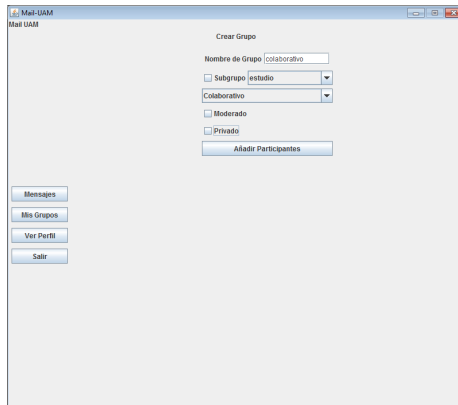 Mail-UAM
Mail UAM
Crear Grupo
Nombre de Grupo colaborativo
Subgrupo estudio
Colaborativo
Moderado
Privado
Añadir Participantes
Mensajes
Mis Grupos
Ver Perfil
Salir